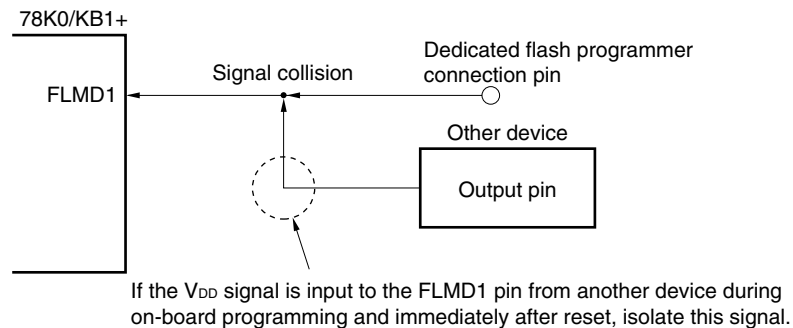 78K0/KB1+
Dedicated flash programmer
connection pin
Signal collision
FLMD1
Other device
Output pin
If the VDD signal is input to the FLMD1 pin from another device during
on-board programming and immediately after reset, isolate this signal.